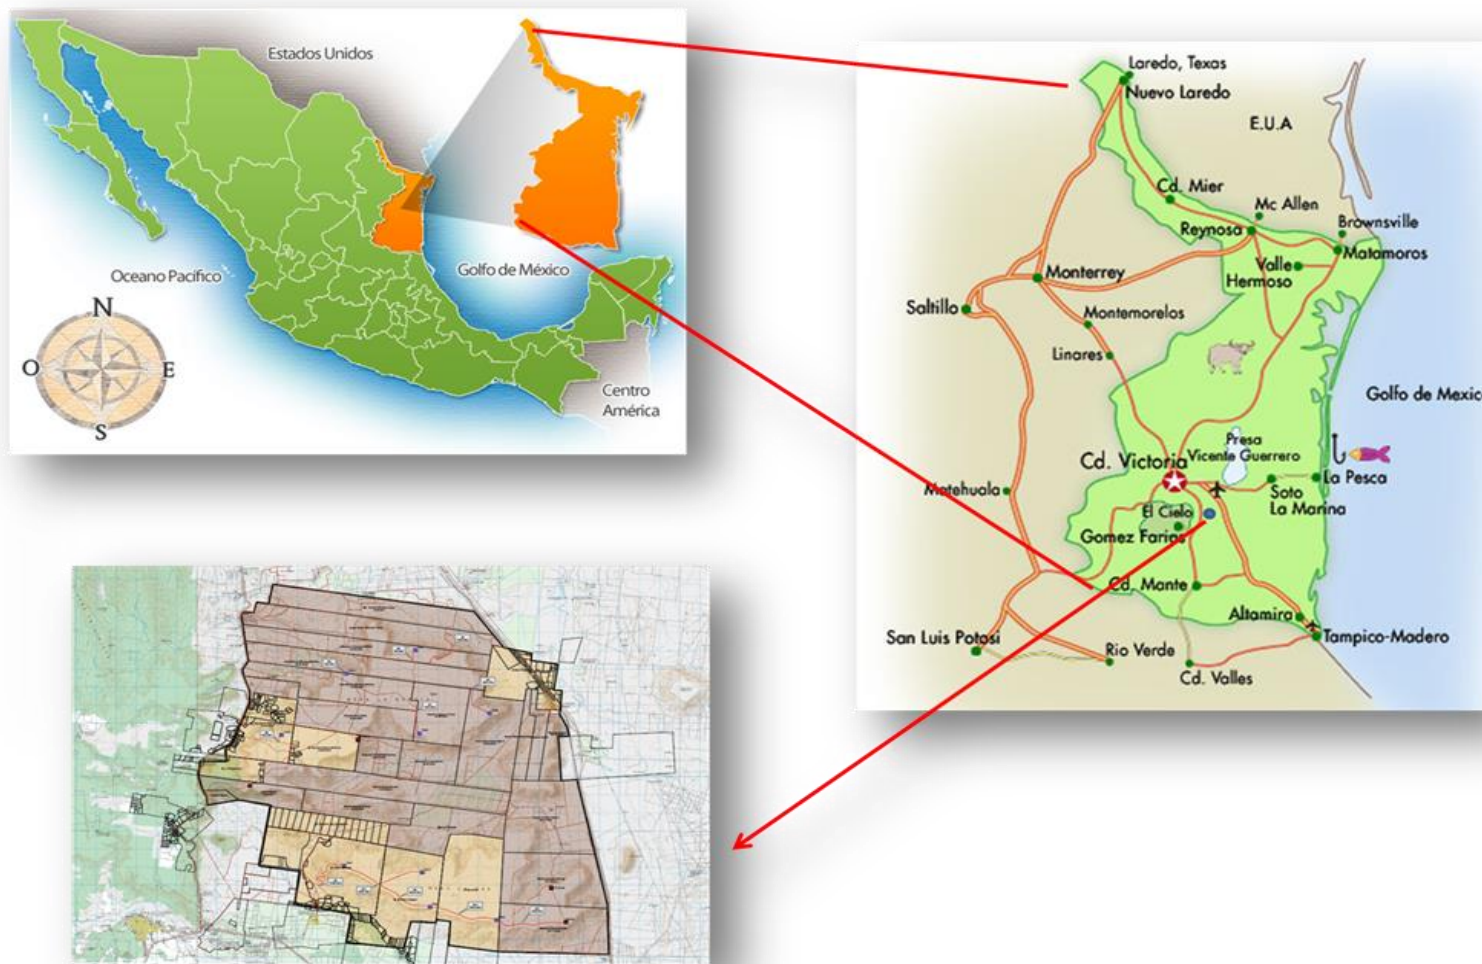 Estados Unidos
Oceano Pacífico
Golfo de México
Centro
América
N
O
E
S
Laredo, Texas
Nuevo Laredo
E.U.A
Cd. Mier
Mc Allen
Reynosa
Brownsville
Matamoros
Valle
Hermoso
Monterrey
Saltillo
Montemorelos
Linares
Golfo de Mexico
Presa
Vicente Guerrero
Cd. Victoria
La Pesca
Soto
La Marina
Matehuala
El Cielo
Gomez Farias
Cd. Mante
Altamira
Tampico-Madero
San Luis Potosi
Rio Verde
Cd. Valles